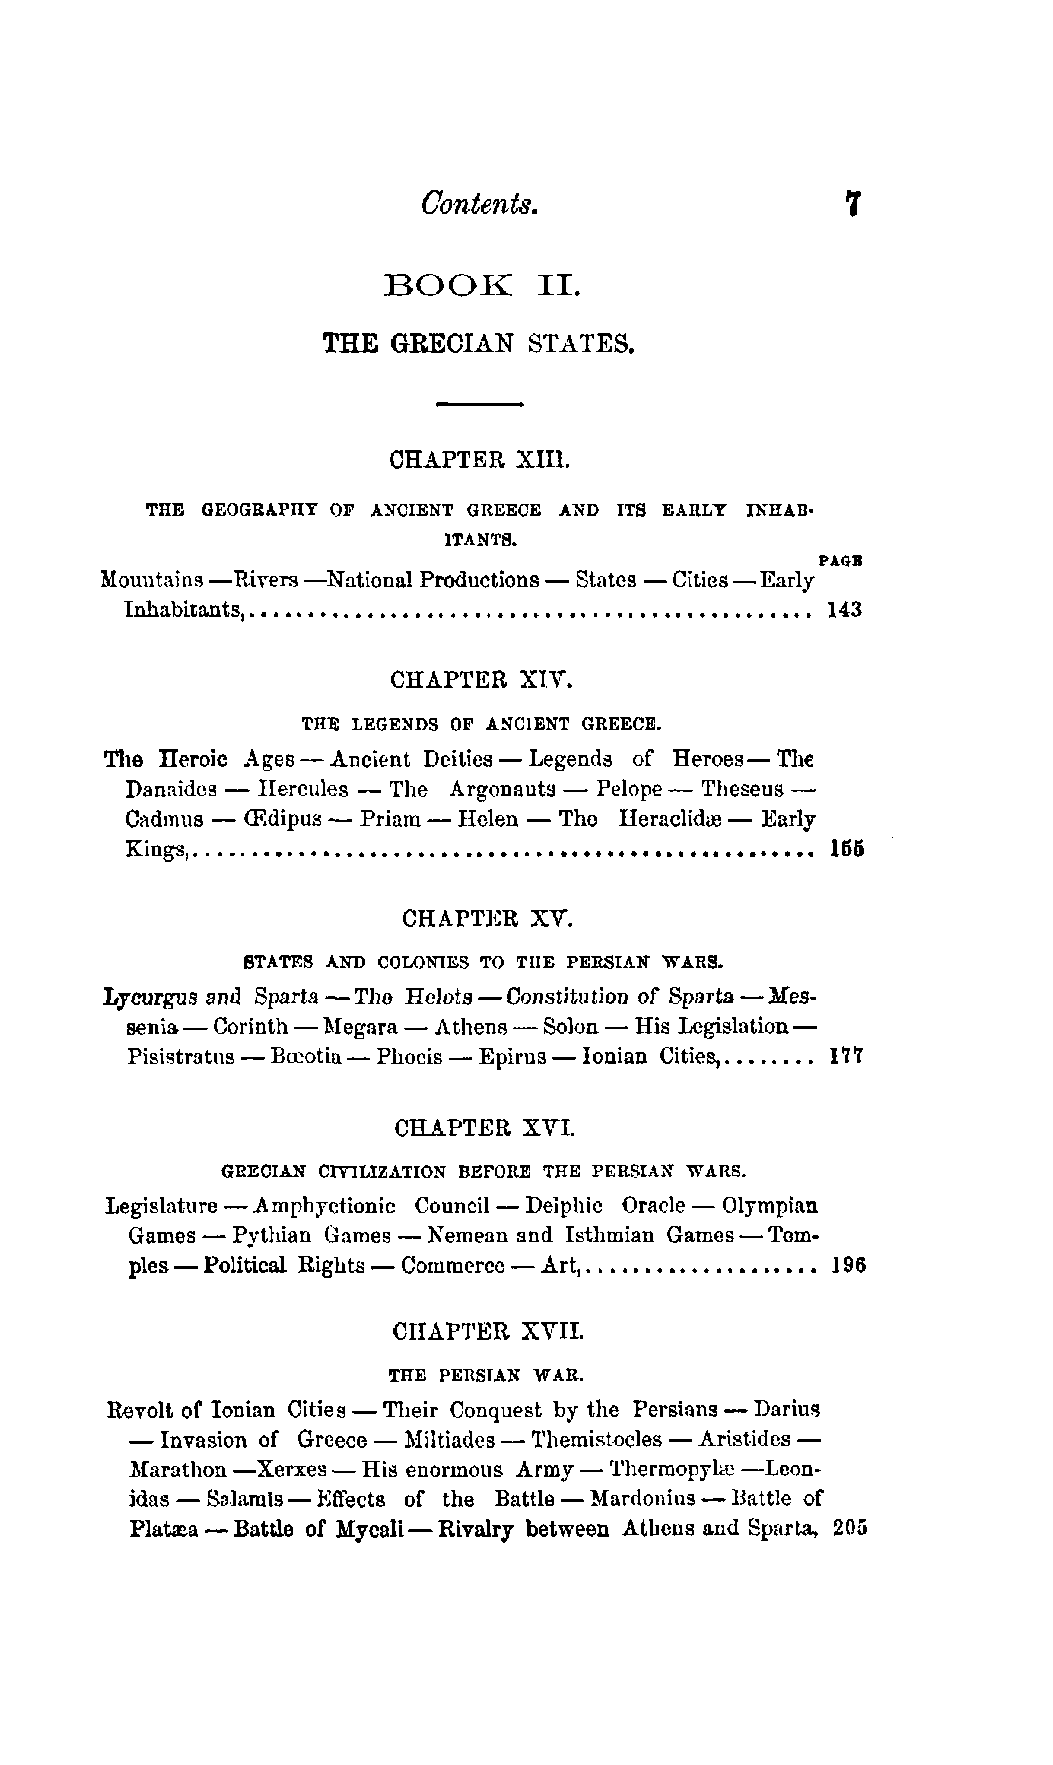 Contents. 7
BOOK II.
THE GRECIAN STATES.
CHAPTER XIII.
THE GEOGRAPHY OF ANCIENT GREECE AND ITS EARLY INHAB-
ITANTS.
PAGE
Mountains — Rivers — National Productions — States — Cities — Early
Inhabitants, 143
CHAPTER XIV.
THE LEGENDS OF ANCIENT GREECE.
The Heroic Ages — Ancient Deities — Legends of Heroes — The
Danaides — Hercules — The Argonauts — Pelope — Theseus —
Cadmus — Œdipus — Priam — Helen — The Heraclidæ — Early
Kings, 155
CHAPTER XV.
STATES AND COLONIES TO THE PERSIAN WARS.
Lycurgus and Sparta — The Helots — Constitution of Sparta — Mes-
senia — Corinth — Megara — Athens — Solon — His Legislation —
Pisistratus — Bœotia — Phocis — Epirus — Ionian Cities, 177
CHAPTER XVI.
GRECIAN CIVILIZATION BEFORE THE PERSIAN WARS.
Legislature — Amphyctionic Council — Delphic Oracle — Olympian
Games — Pythian Games — Nemean and Isthmian Games — Tem-
ples — Political Rights — Commerce — Art, 196
CHAPTER XVII.
THE PERSIAN WAR.
Revolt of Ionian Cities — Their Conquest by the Persians — Darius
— Invasion of Greece — Miltiades — Themistocles — Aristides —
Marathon — Xerxes — His enormous Army — Thermopylæ — Leon-
idas — Salamis — Effects of the Battle — Mardonius — Battle of
Platæa — Battle of Mycali — Rivalry between Athens and Sparta, 205